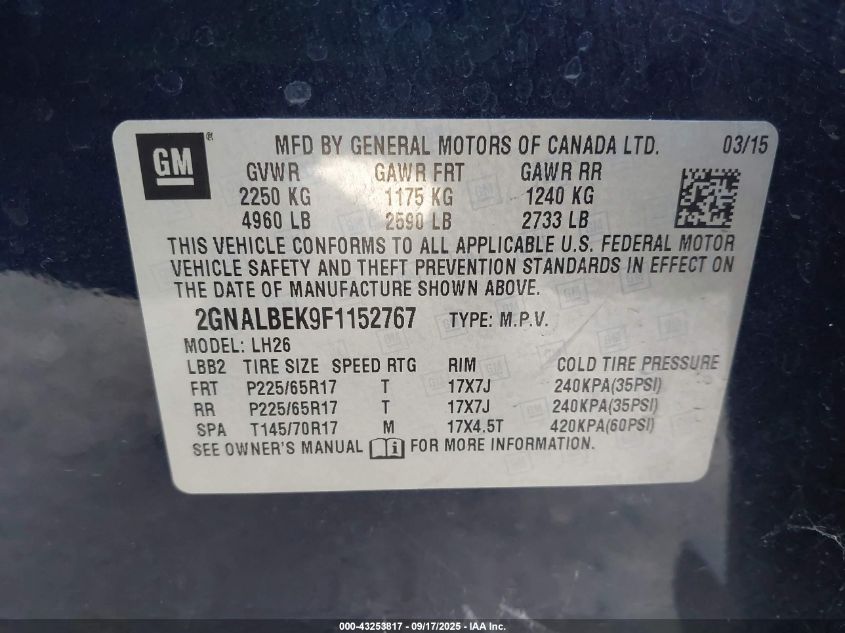 GM® MFD BY GENERAL MOTORS OF CANADA LTD. 03/15
GVWR GAWR FRT GAWR RR
2250 KG 1175 KG 1240 KG
4960 LB 2590 LB 2733 LB
THIS VEHICLE CONFORMS TO ALL APPLICABLE U.S. FEDERAL MOTOR
VEHICLE SAFETY AND THEFT PREVENTION STANDARDS IN EFFECT ON
THE DATE OF MANUFACTURE SHOWN ABOVE.
2GNALBEK9F1152767 TYPE: M.P.V.
MODEL: LH26
LBB2 TIRE SIZE SPEED RTG RIM COLD TIRE PRESSURE
FRT P225/65R17 T 17X7J 240KPA(35PSI)
RR P225/65R17 T 17X7J 240KPA(35PSI)
SPA T145/70R17 M 17X4.5T 420KPA(60PSI)
SEE OWNER'S MANUAL i FOR MORE INFORMATION.
000-43253817 - 09/17/2025 - IAA Inc.